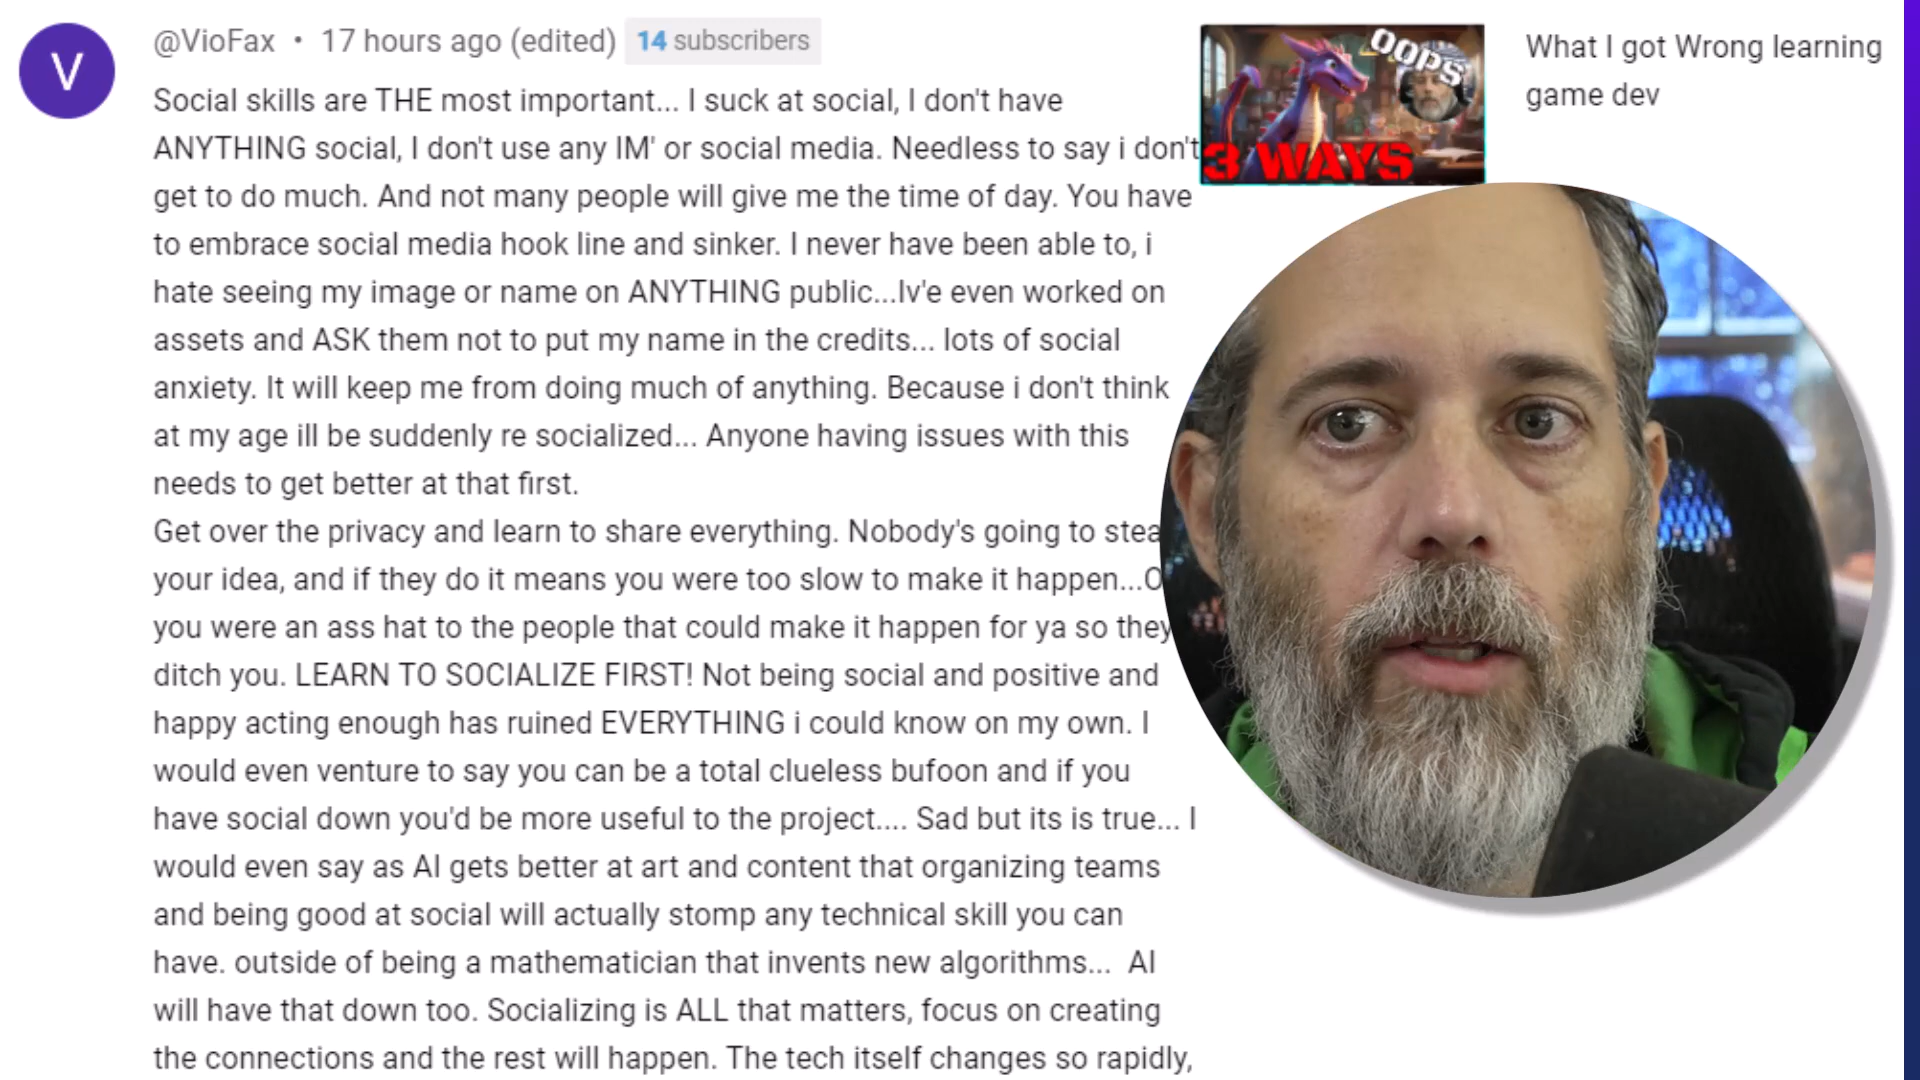 V
@VioFax • 17 hours ago (edited) 14 subscribers
Social skills are THE most important... I suck at social, I don't have
ANYTHING social, I don't use any IM' or social media. Needless to say i don't
get to do much. And not many people will give me the time of day. You have
to embrace social media hook line and sinker. I never have been able to, i
hate seeing my image or name on ANYTHING public...Iv'e even worked on
assets and ASK them not to put my name in the credits... lots of social
anxiety. It will keep me from doing much of anything. Because i don't think
at my age ill be suddenly re socialized... Anyone having issues with this
needs to get better at that first.
Get over the privacy and learn to share everything. Nobody's going to stea
your idea, and if they do it means you were too slow to make it happen...O
you were an ass hat to the people that could make it happen for ya so they
ditch you. LEARN TO SOCIALIZE FIRST! Not being social and positive and
happy acting enough has ruined EVERYTHING i could know on my own. I
would even venture to say you can be a total clueless bufoon and if you
have social down you'd be more useful to the project.... Sad but its is true... I
would even say as AI gets better at art and content that organizing teams
and being good at social will actually stomp any technical skill you can
have. outside of being a mathematician that invents new algorithms... AI
will have that down too. Socializing is ALL that matters, focus on creating
the connections and the rest will happen. The tech itself changes so rapidly,
OOPS
3 WAYS
What I got Wrong learning
game dev